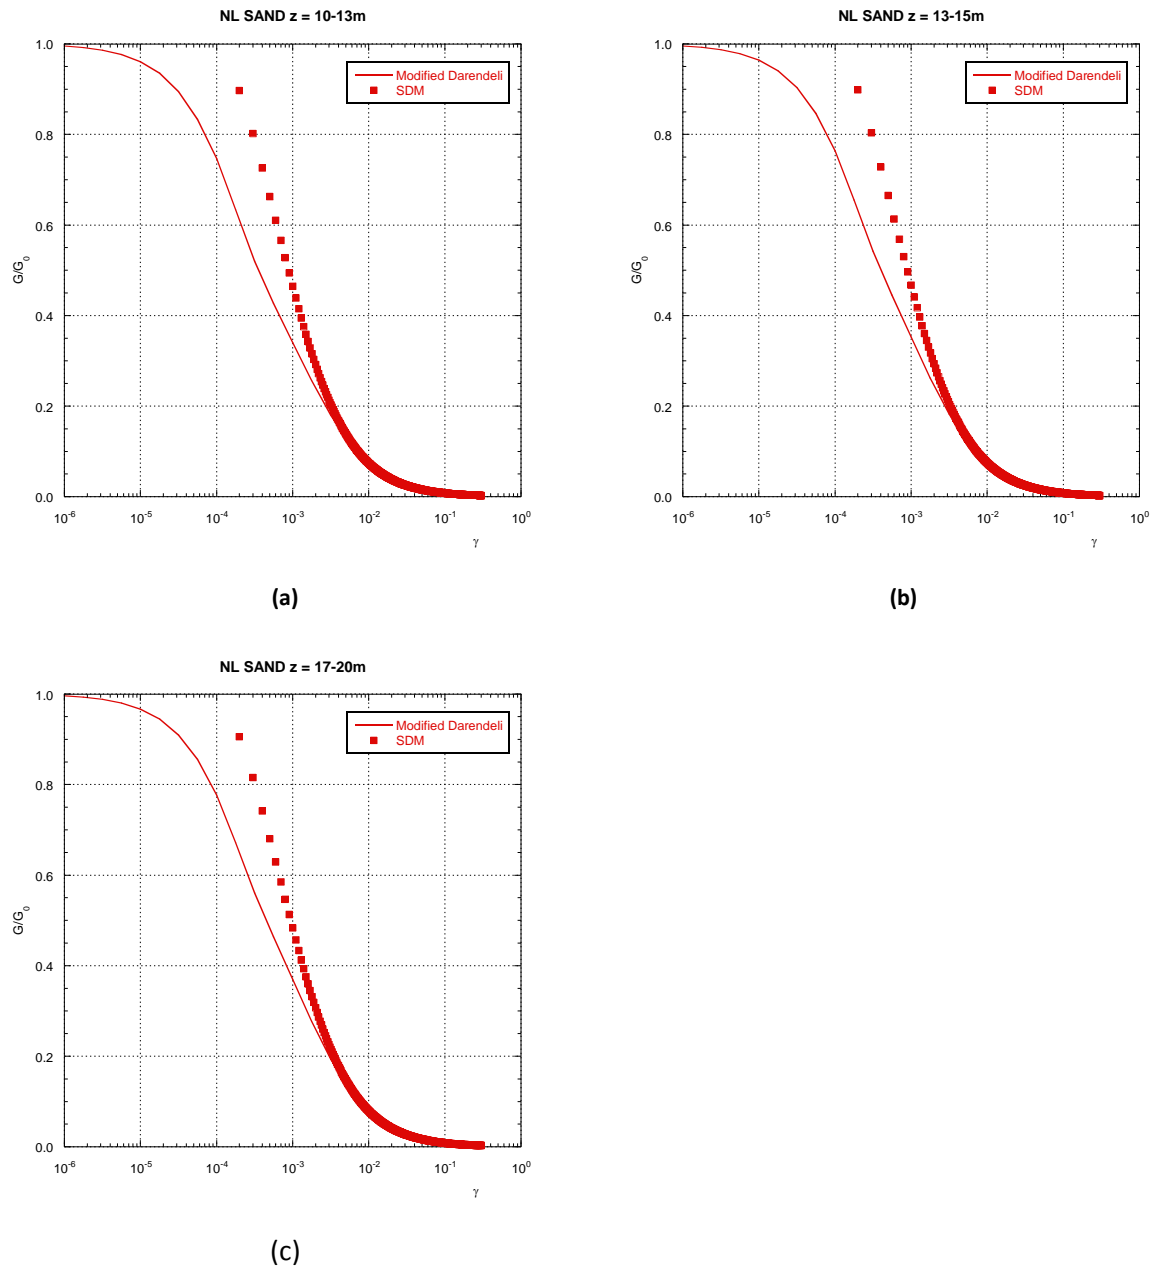 NL SAND z = 10-13m
1.0
0.8
0.6
0.4
0.2
0.0
G/G0
Modified Darendeli
SDM
10-6 10-5 10-4 10-3 10-2 10-1 100
γ
(a)
NL SAND z = 13-15m
1.0
0.8
0.6
0.4
0.2
0.0
G/G0
Modified Darendeli
SDM
10-6 10-5 10-4 10-3 10-2 10-1 100
γ
(b)
NL SAND z = 17-20m
1.0
0.8
0.6
0.4
0.2
0.0
G/G0
Modified Darendeli
SDM
10-6 10-5 10-4 10-3 10-2 10-1 100
γ
(c)